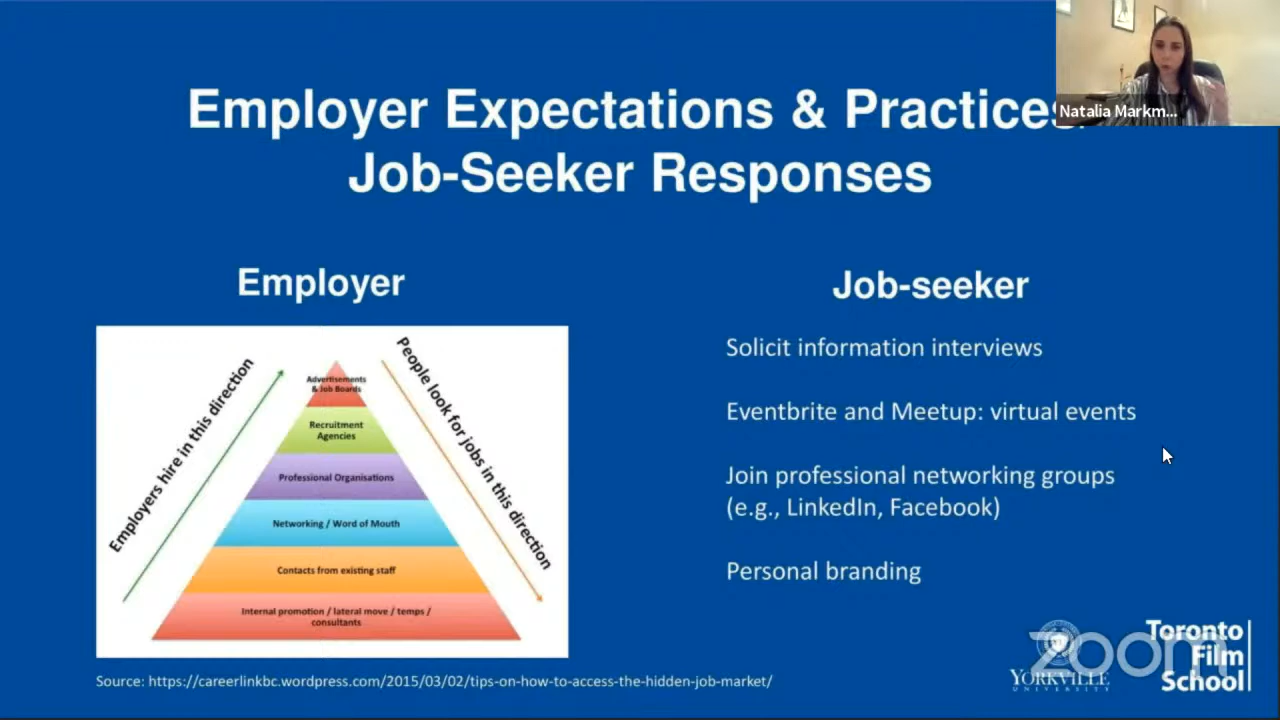 Natalia Markm...
Employer Expectations & Practices
Job-Seeker Responses
Employer
Job-seeker
Employers hire in this direction
People look for jobs in this direction
Advertisements
& Job Boards
Recruitment
Agencies
Professional Organisations
Networking / Word of Mouth
Contacts from existing staff
Internal promotion / lateral move / temps /
consultants
Solicit information interviews
Eventbrite and Meetup: virtual events
Join professional networking groups
(e.g., LinkedIn, Facebook)
Personal branding
Source: https://careerlinkbc.wordpress.com/2015/03/02/tips-on-how-to-access-the-hidden-job-market/
zoom
YORKVILLE
UNIVERSITY
Toronto
Film
School